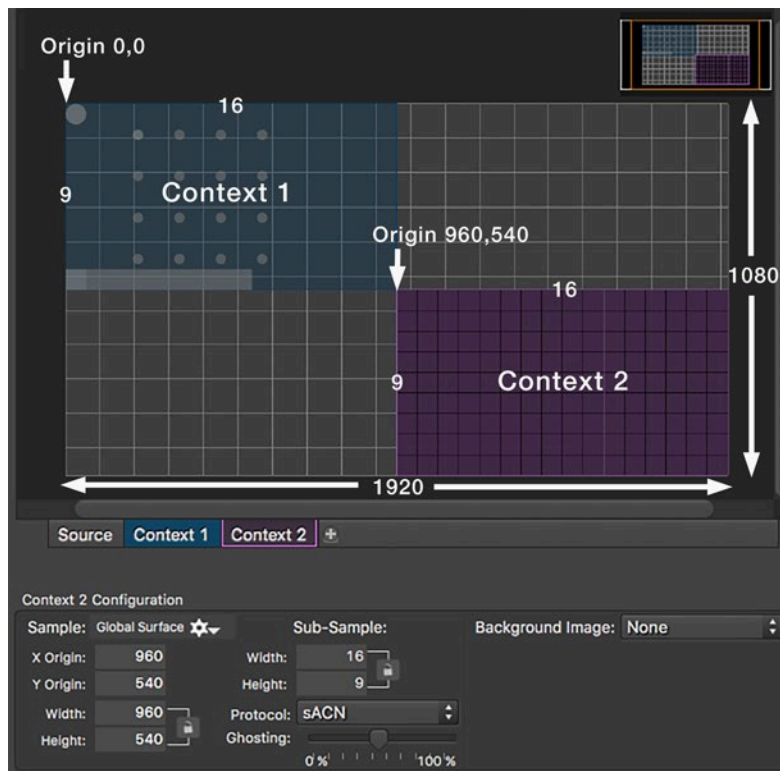 Origin 0,0
16
9
Context 1
Origin 960,540
1080
16
9
Context 2
1920
Source Context 1 Context 2
Context 2 Configuration
Sample: Global Surface Sub-Sample: Background Image: None
X Origin: 960 Width: 16
Y Origin: 540 Height: 9
Width: 960 Protocol: sACN
Height: 540 Ghosting:
0% 100%